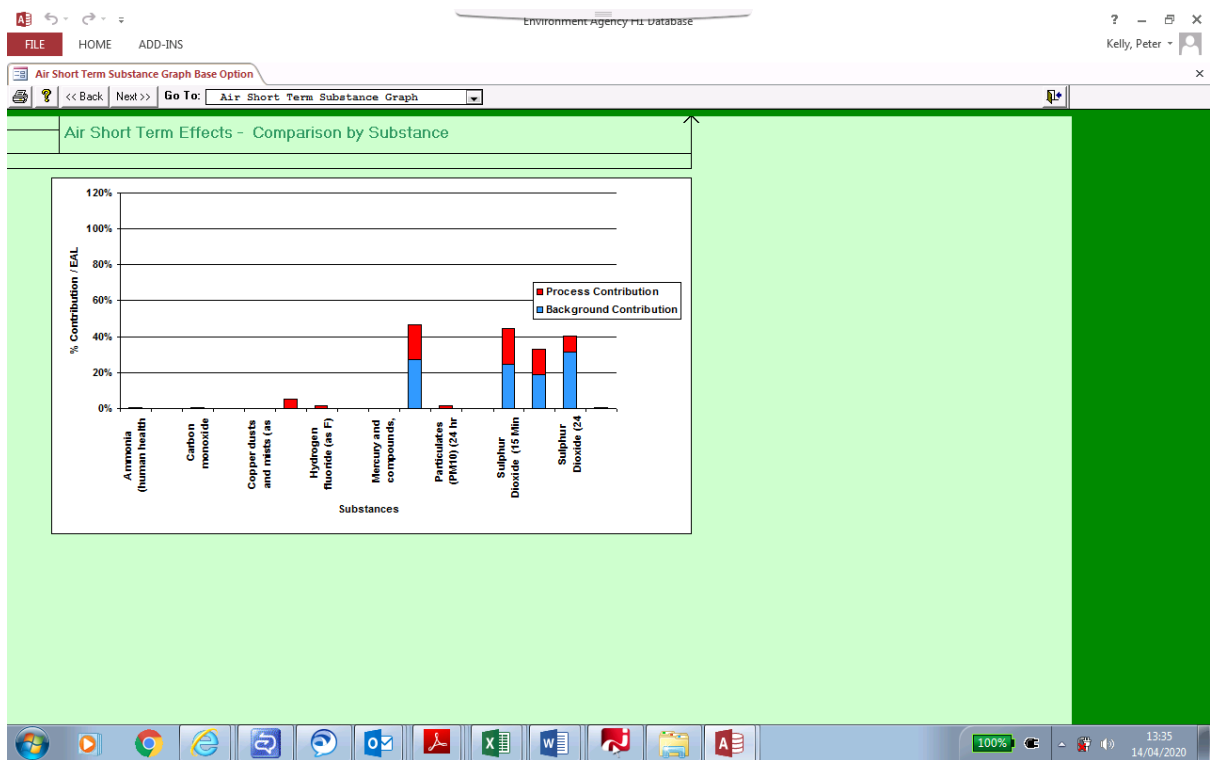 Environment Agency H1 Database
FILE HOME ADD-INS
Kelly, Peter
Air Short Term Substance Graph Base Option
<< Back Next >> Go To: Air Short Term Substance Graph
Air Short Term Effects - Comparison by Substance
120%
100%
80%
60%
40%
20%
0%
% Contribution / EAL
Process Contribution
Background Contribution
Ammonia
(human health
Carbon
monoxide
Copper dusts
and mists (as
Hydrogen
fluoride (as F)
Mercury and
compounds,
Particulates
(PM10) (24 hr
Sulphur
Dioxide (15 Min
Sulphur
Dioxide (24
Substances
100%
13:35
14/04/2020